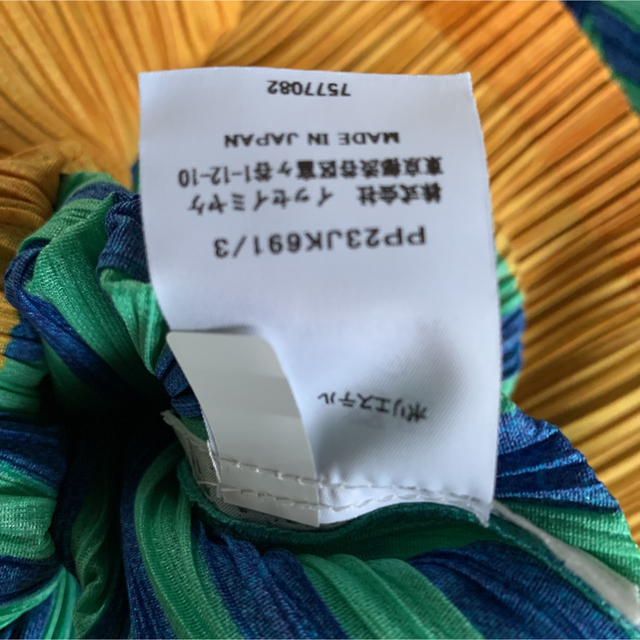 ポリエステル
PP23JK691/3
株式会社 イッセイミヤケ
東京都渋谷区富ヶ谷1-12-10
MADE IN JAPAN
7577082